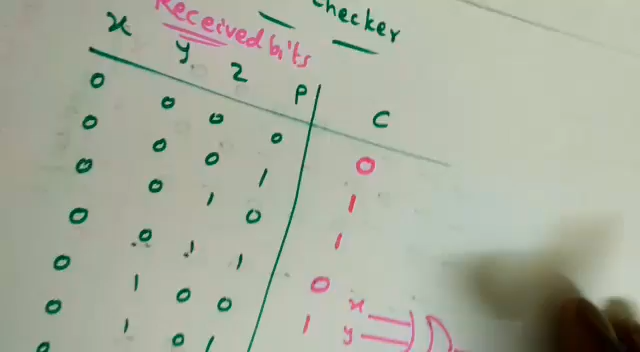 Checker
Received bits
x y z P C
0 0 0 0 0
0 0 0 1 1
0 0 1 0 1
0 0 1 1 0
0 1 0 0 1
0 1 0 1
0
x
y